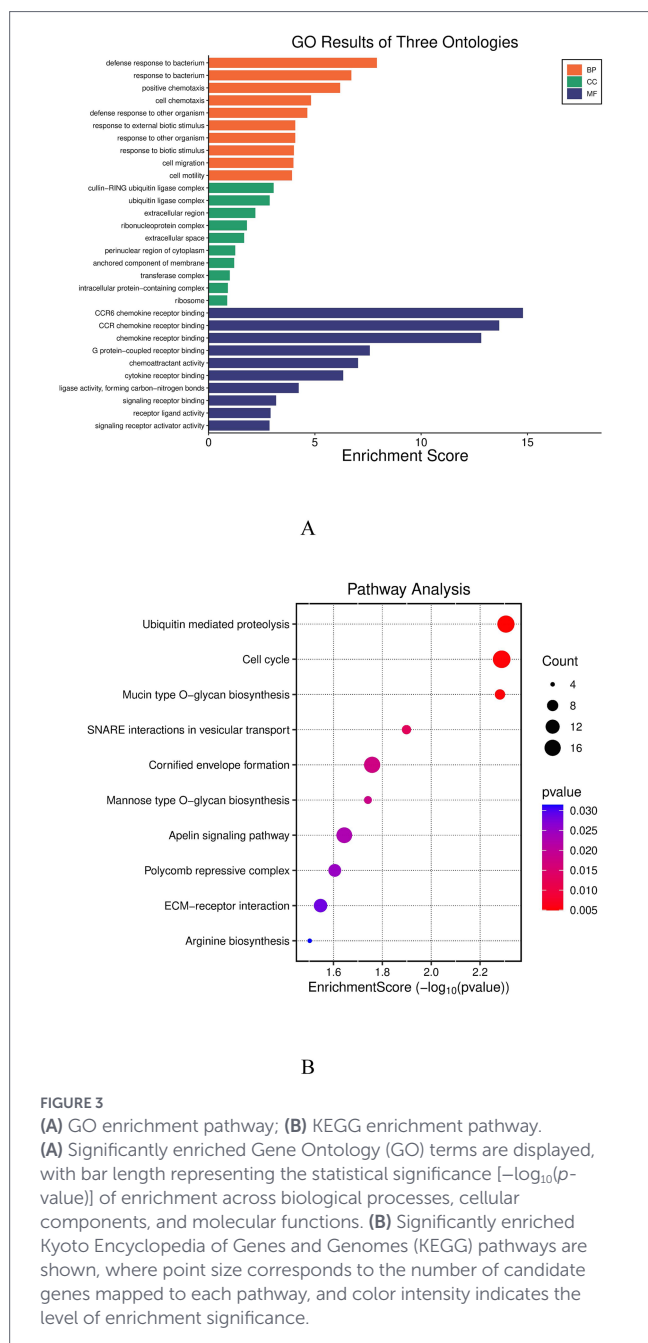 GO Results of Three Ontologies
defense response to bacterium
response to bacterium
positive chemotaxis
cell chemotaxis
defense response to other organism
response to external biotic stimulus
response to other organism
response to biotic stimulus
cell migration
cell motility
cullin−RING ubiquitin ligase complex
ubiquitin ligase complex
extracellular region
ribonucleoprotein complex
extracellular space
perinuclear region of cytoplasm
anchored component of membrane
transferase complex
intracellular protein−containing complex
ribosome
CCR6 chemokine receptor binding
CCR chemokine receptor binding
chemokine receptor binding
G protein−coupled receptor binding
chemoattractant activity
cytokine receptor binding
ligase activity, forming carbon−nitrogen bonds
signaling receptor binding
receptor ligand activity
signaling receptor activator activity
BP
CC
MF
0 5 10 15
Enrichment Score
A
Pathway Analysis
Ubiquitin mediated proteolysis
Cell cycle
Mucin type O−glycan biosynthesis
SNARE interactions in vesicular transport
Cornified envelope formation
Mannose type O−glycan biosynthesis
Apelin signaling pathway
Polycomb repressive complex
ECM−receptor interaction
Arginine biosynthesis
1.6 1.8 2.0 2.2
EnrichmentScore (−log₁₀(pvalue))
Count
4
8
12
16
pvalue
0.030
0.025
0.020
0.015
0.010
0.005
B
FIGURE 3
(A) GO enrichment pathway; (B) KEGG enrichment pathway.
(A) Significantly enriched Gene Ontology (GO) terms are displayed,
with bar length representing the statistical significance [−log₁₀(p-
value)] of enrichment across biological processes, cellular
components, and molecular functions. (B) Significantly enriched
Kyoto Encyclopedia of Genes and Genomes (KEGG) pathways are
shown, where point size corresponds to the number of candidate
genes mapped to each pathway, and color intensity indicates the
level of enrichment significance.